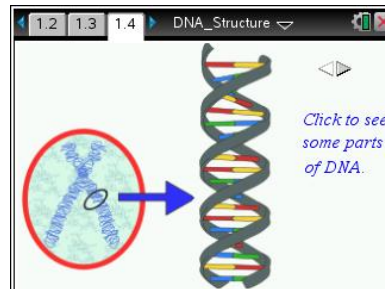 1.2 1.3 1.4 DNA_Structure
Click to see
some parts
of DNA.